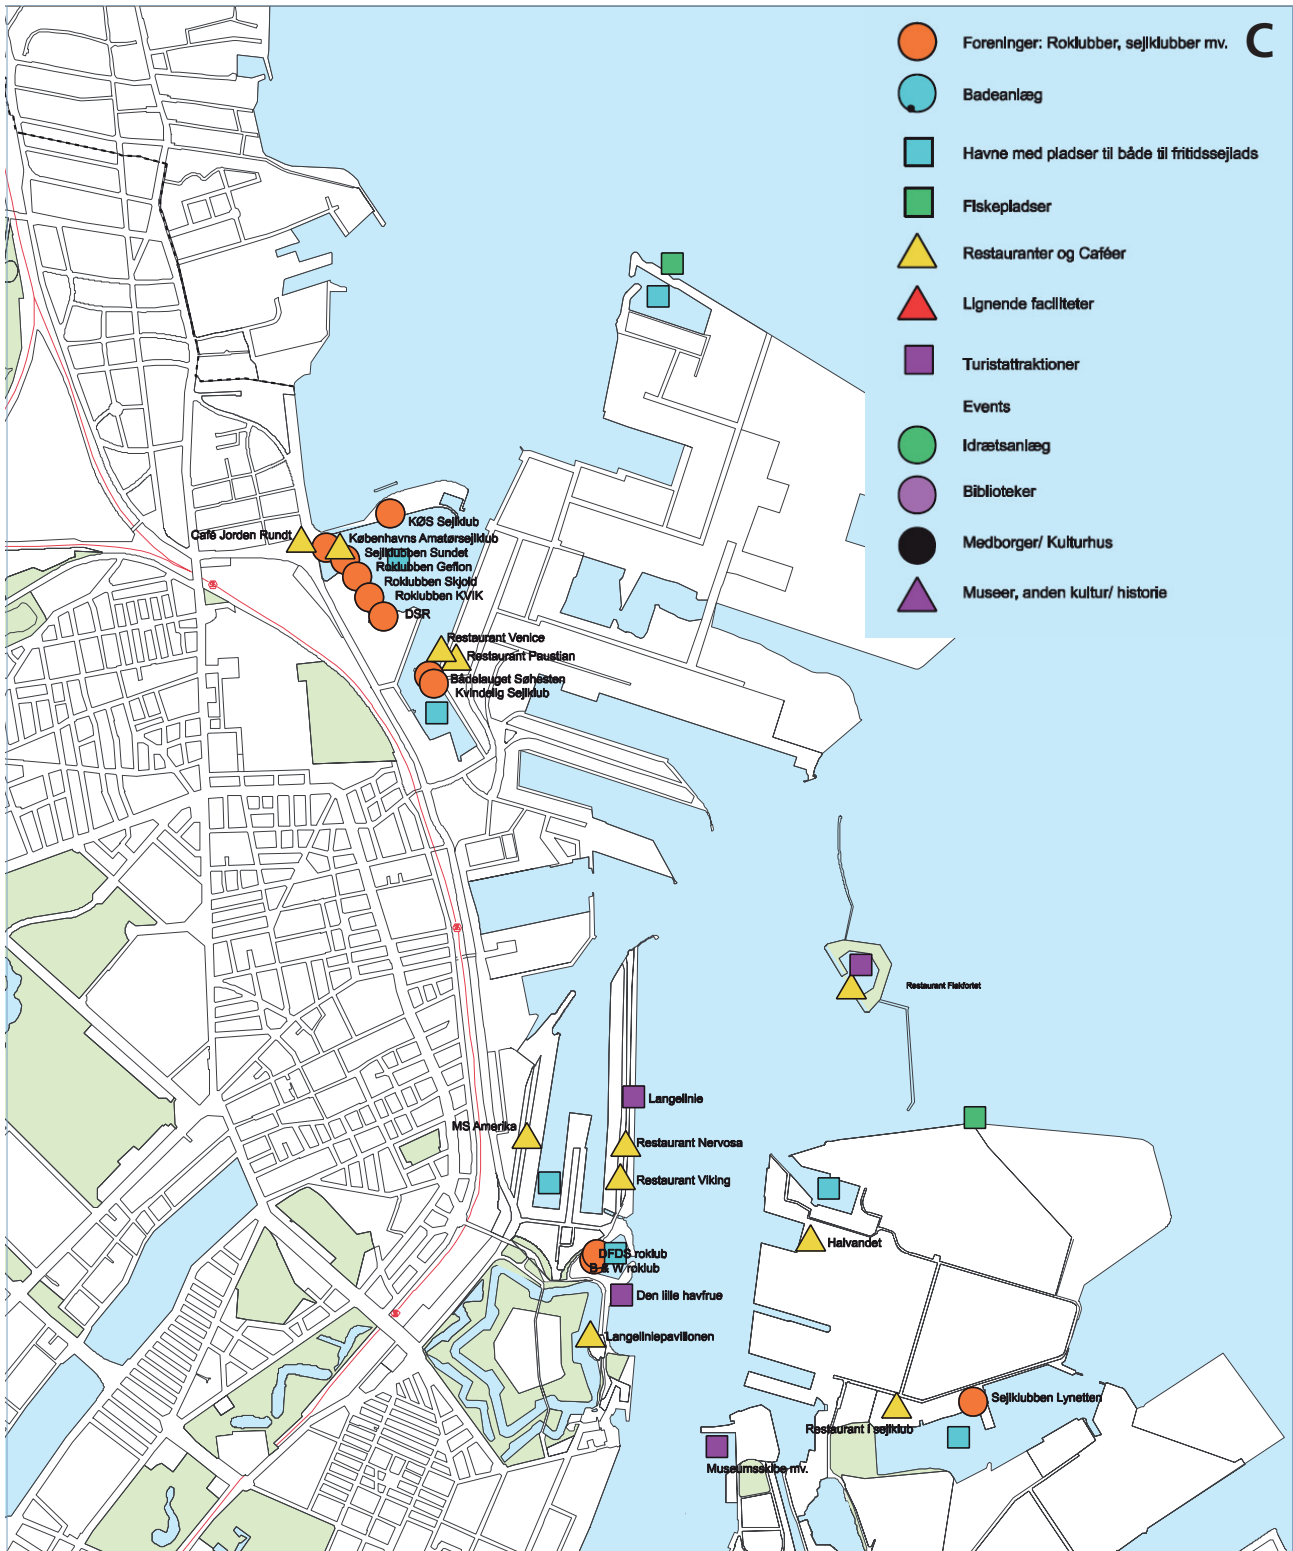 C
Foreninger: Roklubber, sejlklubber mv.
Badeanlæg
Havne med pladser til både til fritidssejlads
Fiskepladser
Restauranter og Caféer
Lignende faciliteter
Turistattraktioner
Events
Idrætsanlæg
Biblioteker
Medborger/ Kulturhus
Museer, anden kultur/ historie
KØS Sejlklub
Café Jorden Rundt
Københavns Amatørsejlklub
Sejlklubben Sundet
Roklubben Gefion
Roklubben Skjold
Roklubben KVIK
DSR
Restaurant Venice
Restaurant Paustian
Bådelauget Søhesten
Kvindelig Sejlklub
Restaurant Flakfortet
Langelinie
MS Amerika
Restaurant Nervosa
Restaurant Viking
Halvandet
DFDS roklub
B & W roklub
Den lille havfrue
Langeliniepavillonen
Sejlklubben Lynetten
Restaurant i sejlklub
Museumsskibe mv.